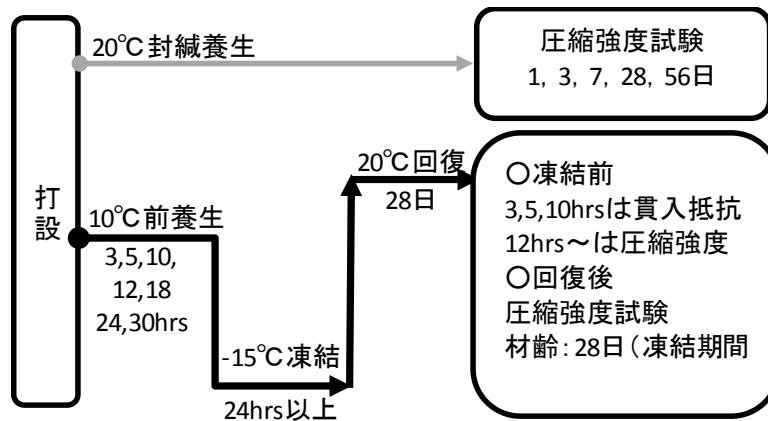 20℃封緘養生
圧縮強度試験
1, 3, 7, 28, 56日
打設
10℃前養生
3,5,10,
12,18
24,30hrs
-15℃凍結
24hrs以上
20℃回復
28日
〇凍結前
3,5,10hrsは貫入抵抗
12hrs～は圧縮強度
〇回復後
圧縮強度試験
材齢：28日（凍結期間